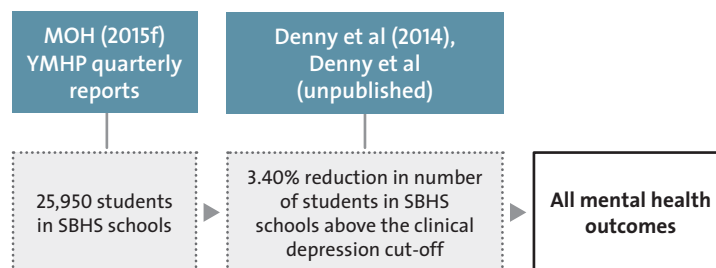 MOH (2015f)
YMHP quarterly
reports
Denny et al (2014),
Denny et al
(unpublished)
25,950 students
in SBHS schools
3.40% reduction in number
of students in SBHS
schools above the clinical
depression cut-off
All mental health
outcomes